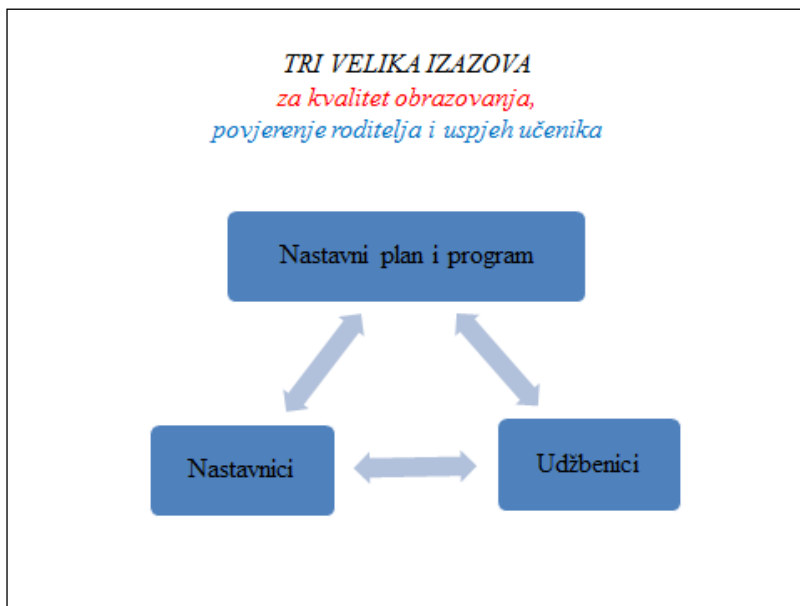 TRI VELIKA IZAZOVA
za kvalitet obrazovanja,
povjerenje roditelja i uspjeh učenika
Nastavni plan i program
Nastavnici
Udžbenici